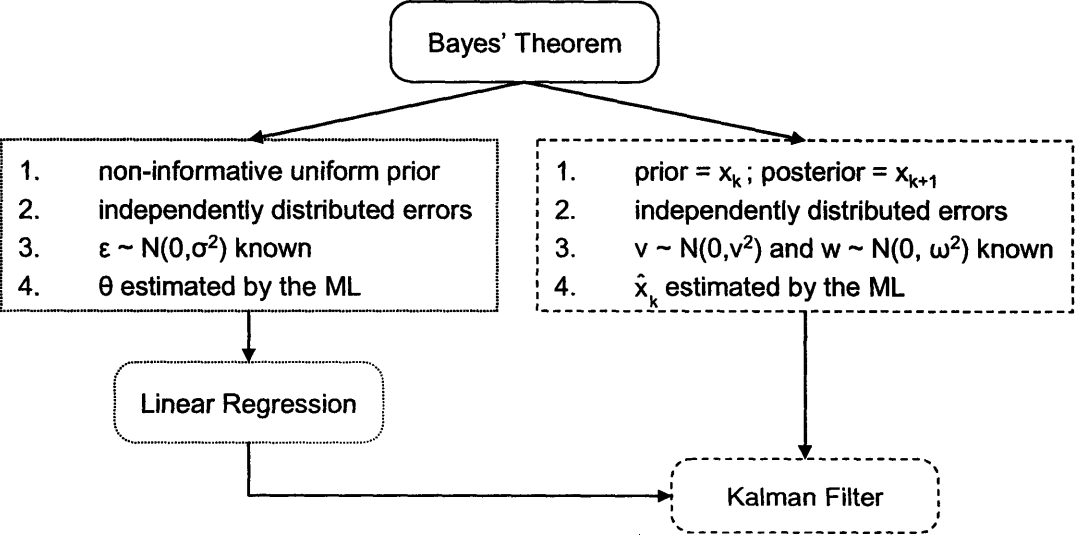 Bayes' Theorem
1. non-informative uniform prior
2. independently distributed errors
3. ε ~ N(0,σ²) known
4. θ estimated by the ML
1. prior = xₖ ; posterior = xₖ₊₁
2. independently distributed errors
3. v ~ N(0,v²) and w ~ N(0, ω²) known
4. x̂ₖ estimated by the ML
Linear Regression
Kalman Filter